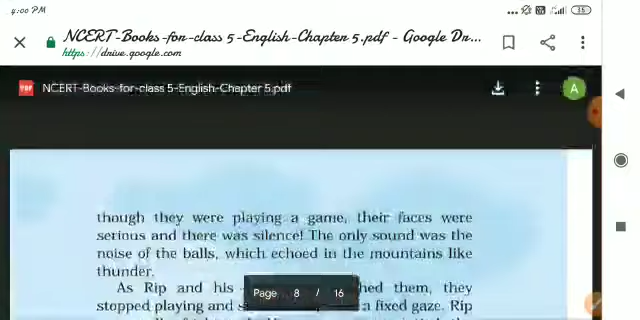 4:00 PM
35
NCERT-Books-for-class 5-English-Chapter 5.pdf - Google Dr...
https://drive.google.com
PDF NCERT-Books-for-class 5-English-Chapter 5.pdf A
though they were playing a game, their faces were
serious and there was silence! The only sound was the
noise of the balls, which echoed in the mountains like
thunder.
As Rip and his hed them, they
stopped playing and a fixed gaze. Rip
Page 8 / 16